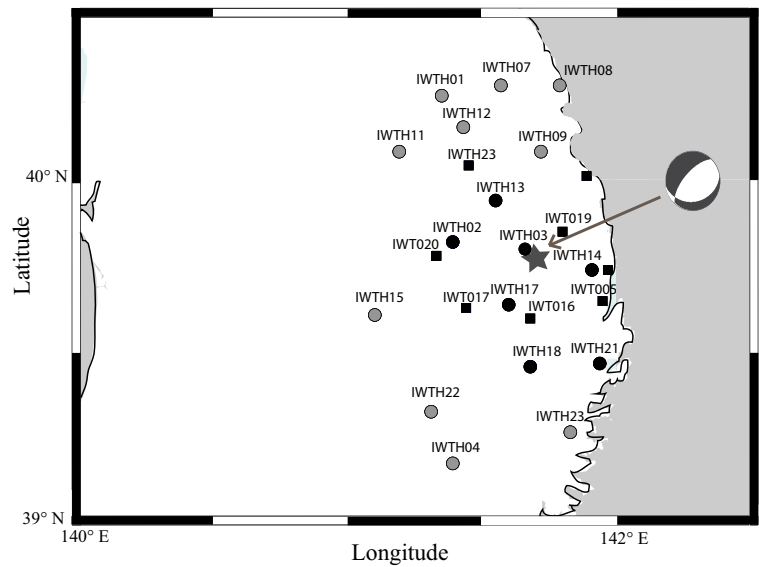 IWTH07
IWTH08
IWTH01
IWTH12
IWTH11
IWTH09
IWTH23
40° N
IWTH13
IWT019
IWTH02
IWTH03
IWT020
IWTH14
Latitude
IWTH15
IWT017
IWTH17
IWT005
IWT016
IWTH18
IWTH21
IWTH22
IWTH23
IWTH04
39° N
140° E
142° E
Longitude